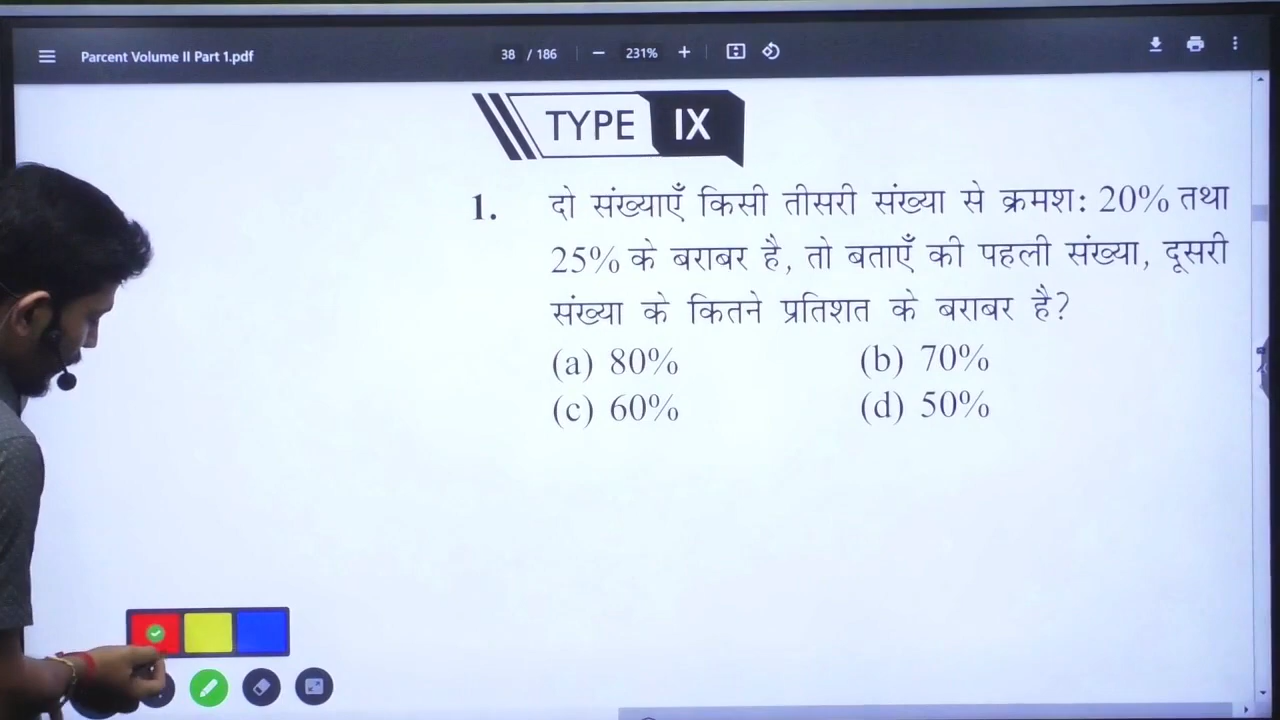 Parcent Volume II Part 1.pdf
38 / 186
231%
TYPE IX
1. दो संख्याएँ किसी तीसरी संख्या से क्रमश: 20% तथा
25% के बराबर है, तो बताएँ की पहली संख्या, दूसरी
संख्या के कितने प्रतिशत के बराबर है?
(a) 80% (b) 70%
(c) 60% (d) 50%